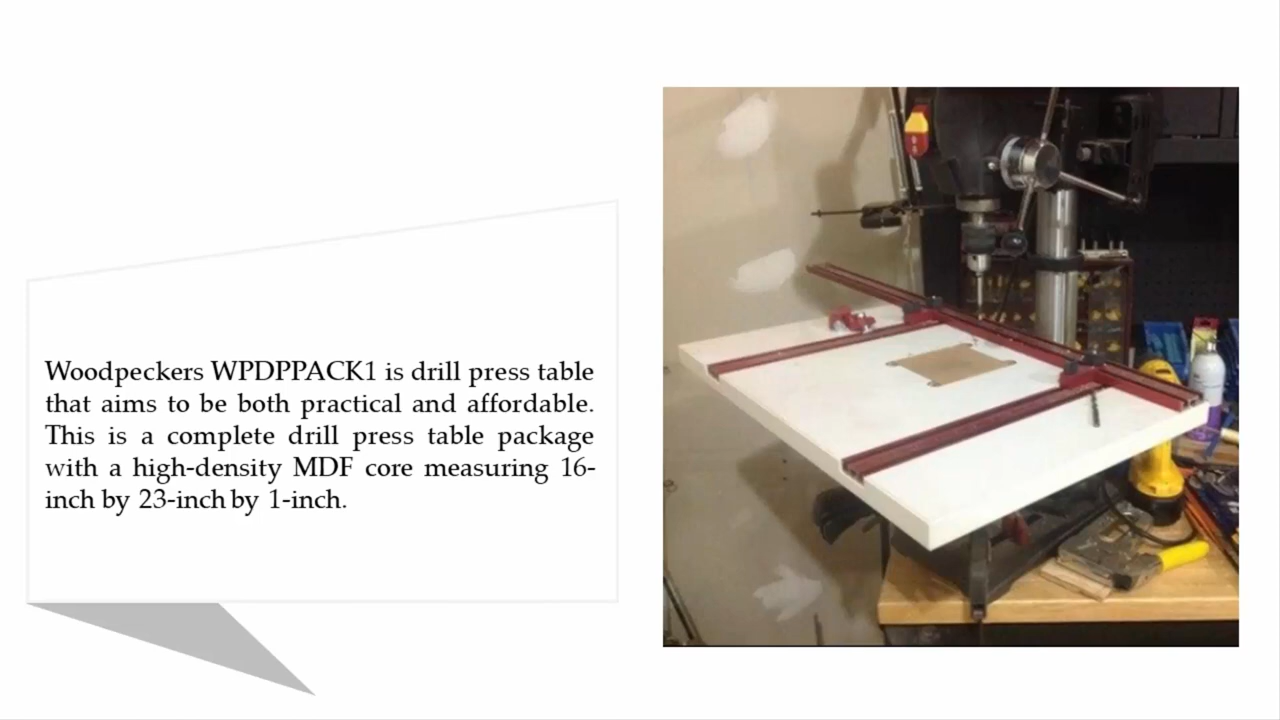 Woodpeckers WPDPPACK1 is drill press table
that aims to be both practical and affordable.
This is a complete drill press table package
with a high-density MDF core measuring 16-
inch by 23-inch by 1-inch.